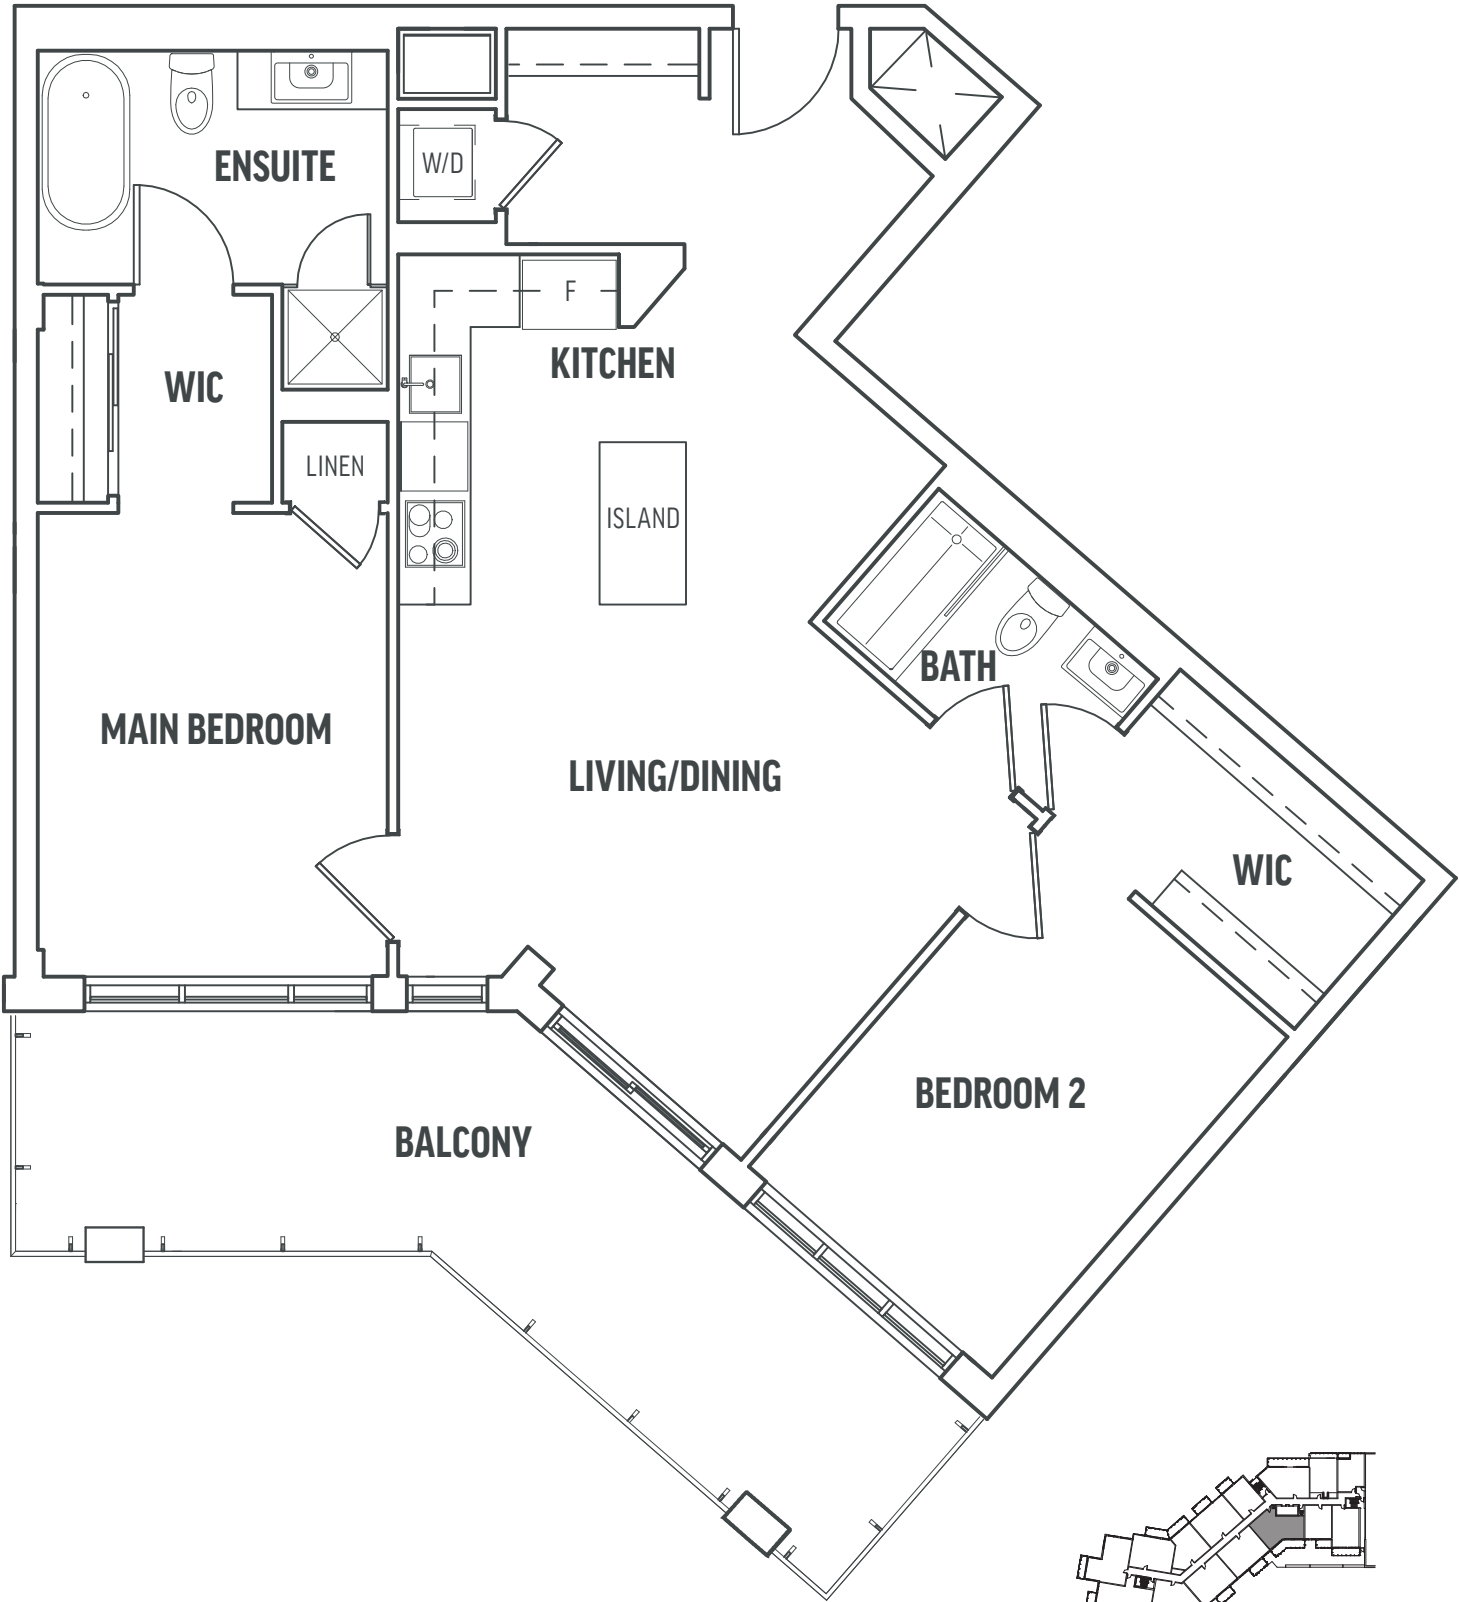 W/D
ENSUITE
F
KITCHEN
WIC
LINEN
ISLAND
BATH
MAIN BEDROOM
LIVING/DINING
WIC
BEDROOM 2
BALCONY